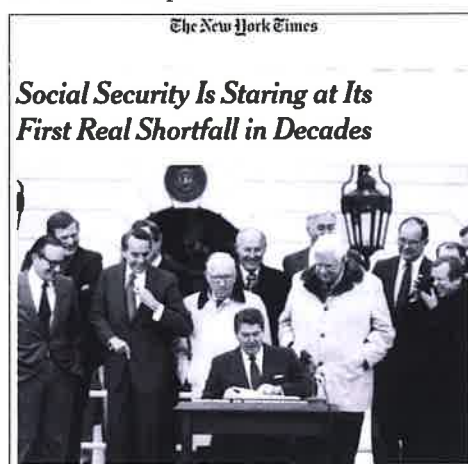 The New York Times
Social Security Is Staring at Its
First Real Shortfall in Decades